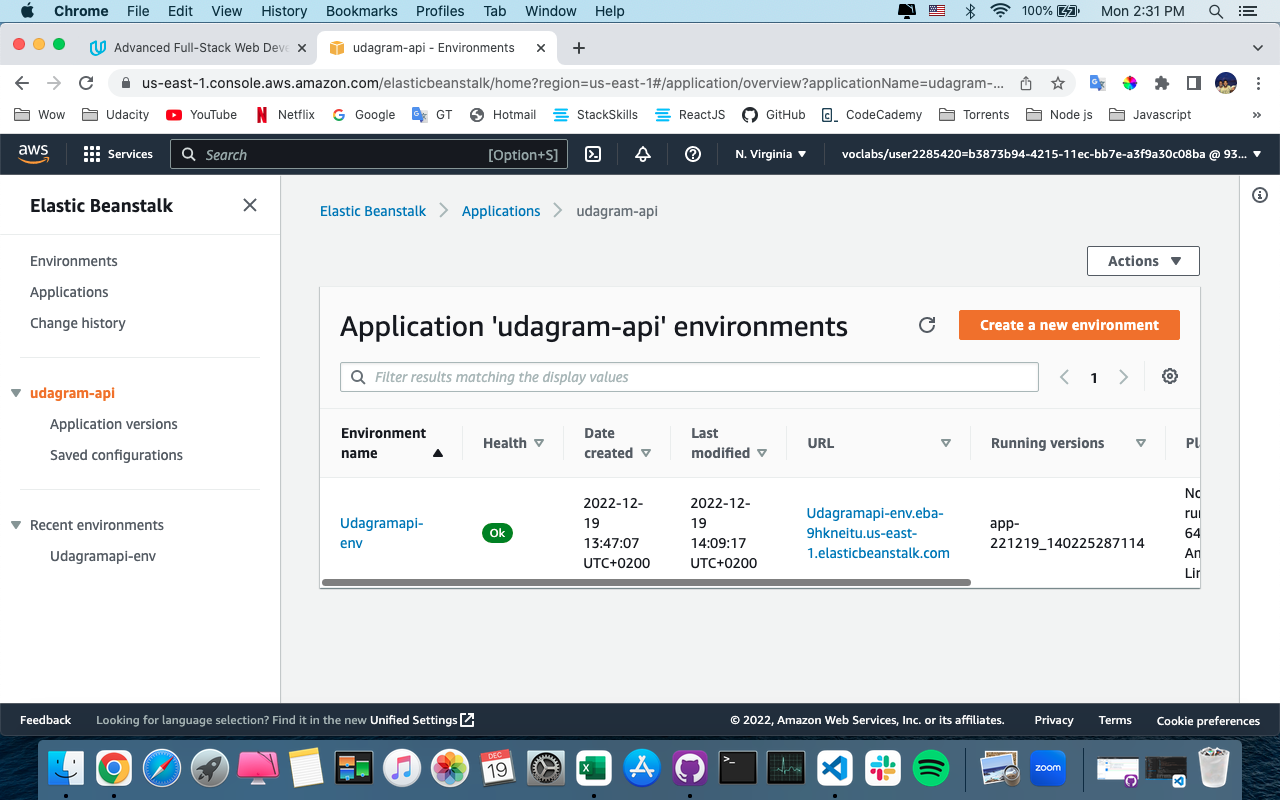 Chrome File Edit View History Bookmarks Profiles Tab Window Help 100% Mon 2:31 PM
Advanced Full-Stack Web Deve udagram-api - Environments
us-east-1.console.aws.amazon.com/elasticbeanstalk/home?region=us-east-1#/application/overview?applicationName=udagram-...
Wow Udacity YouTube Netflix Google GT Hotmail StackSkills ReactJS GitHub CodeCademy Torrents Node js Javascript »
aws Services Search [Option+S] N. Virginia voclabs/user2285420=b3873b94-4215-11ec-bb7e-a3f9a30c08ba @ 93...
Elastic Beanstalk
Environments
Applications
Change history
udagram-api
Application versions
Saved configurations
Recent environments
Udagramapi-env
Elastic Beanstalk Applications udagram-api
Actions
Application 'udagram-api' environments
Create a new environment
Filter results matching the display values
1
Environment name
Health
Date created
Last modified
URL
Running versions
Pl
Udagramapi-
env
Ok
2022-12-
19
13:47:07
UTC+0200
2022-12-
19
14:09:17
UTC+0200
Udagramapi-env.eba-
9hkneitu.us-east-
1.elasticbeanstalk.com
app-
221219_140225287114
No
run
64
Am
Lin
Feedback Looking for language selection? Find it in the new Unified Settings
© 2022, Amazon Web Services, Inc. or its affiliates. Privacy Terms Cookie preferences
DEC
19
zoom